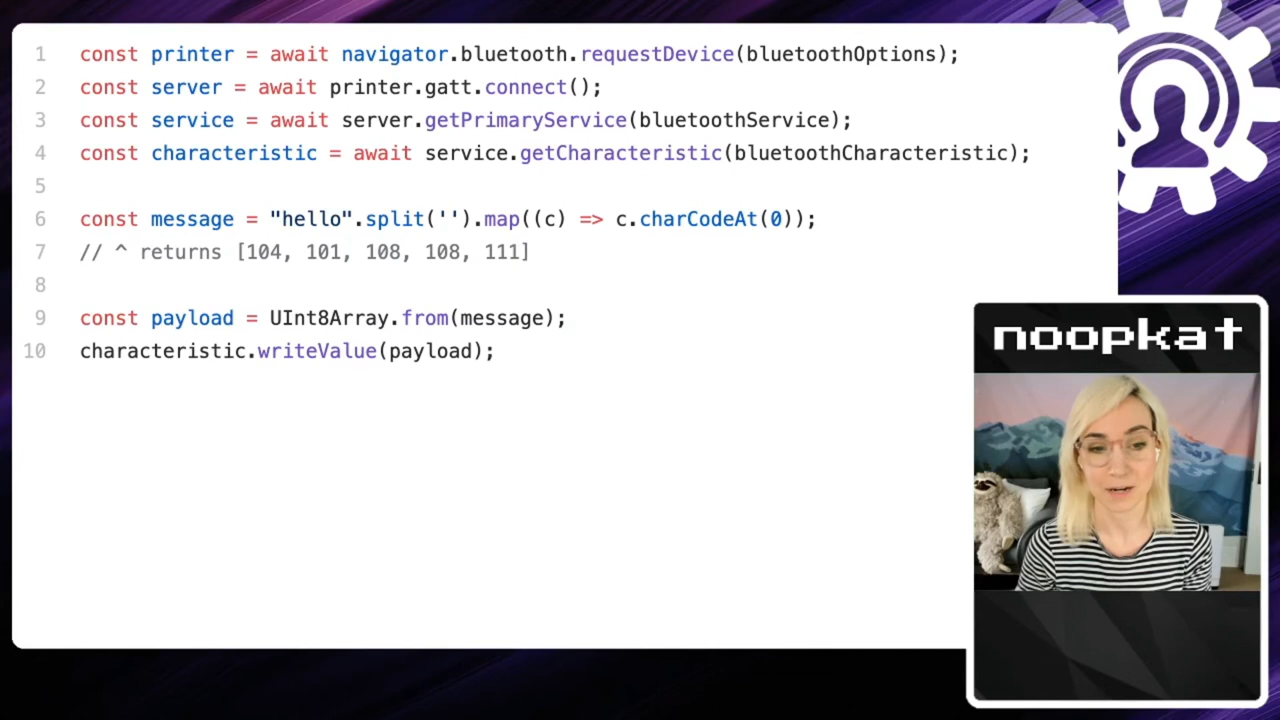 1 const printer = await navigator.bluetooth.requestDevice(bluetoothOptions);
2 const server = await printer.gatt.connect();
3 const service = await server.getPrimaryService(bluetoothService);
4 const characteristic = await service.getCharacteristic(bluetoothCharacteristic);
5
6 const message = "hello".split('').map((c) => c.charCodeAt(0));
7 // ^ returns [104, 101, 108, 108, 111]
8
9 const payload = UInt8Array.from(message);
10 characteristic.writeValue(payload);
noopkat